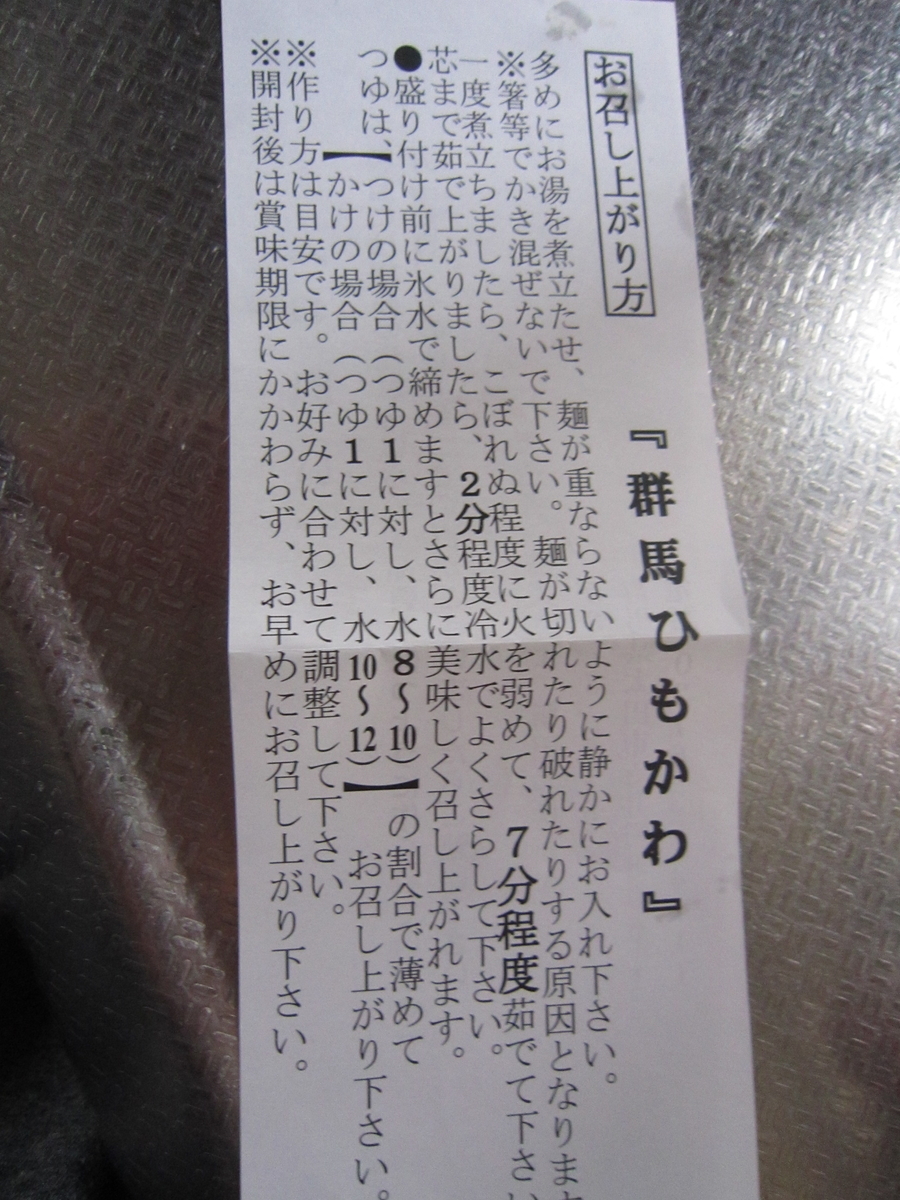 お召し上がり方
『群馬ひもかわ』
多めにお湯を煮立たせ、麺が重ならないように静かにお入れ下さい。
※箸等でかき混ぜないで下さい。麺が切れたり破れたりする原因となりま
一度煮立ちましたら、こぼれぬ程度に火を弱めて、7分程度茹でて下さい
芯まで茹で上がりましたら、2分程度冷水でよくさらして下さい。
●盛り付け前に氷水で締めますとさらに美味しく召し上がれます。
つゆは、【つけの場合(つゆ1に対し、水8～10)】の割合で薄めて
かけの場合(つゆ1に対し、水10～12) お召し上がり下さい。
※作り方は目安です。お好みに合わせて調整して下さい。
※開封後は賞味期限にかかわらず、お早めにお召し上がり下さい。